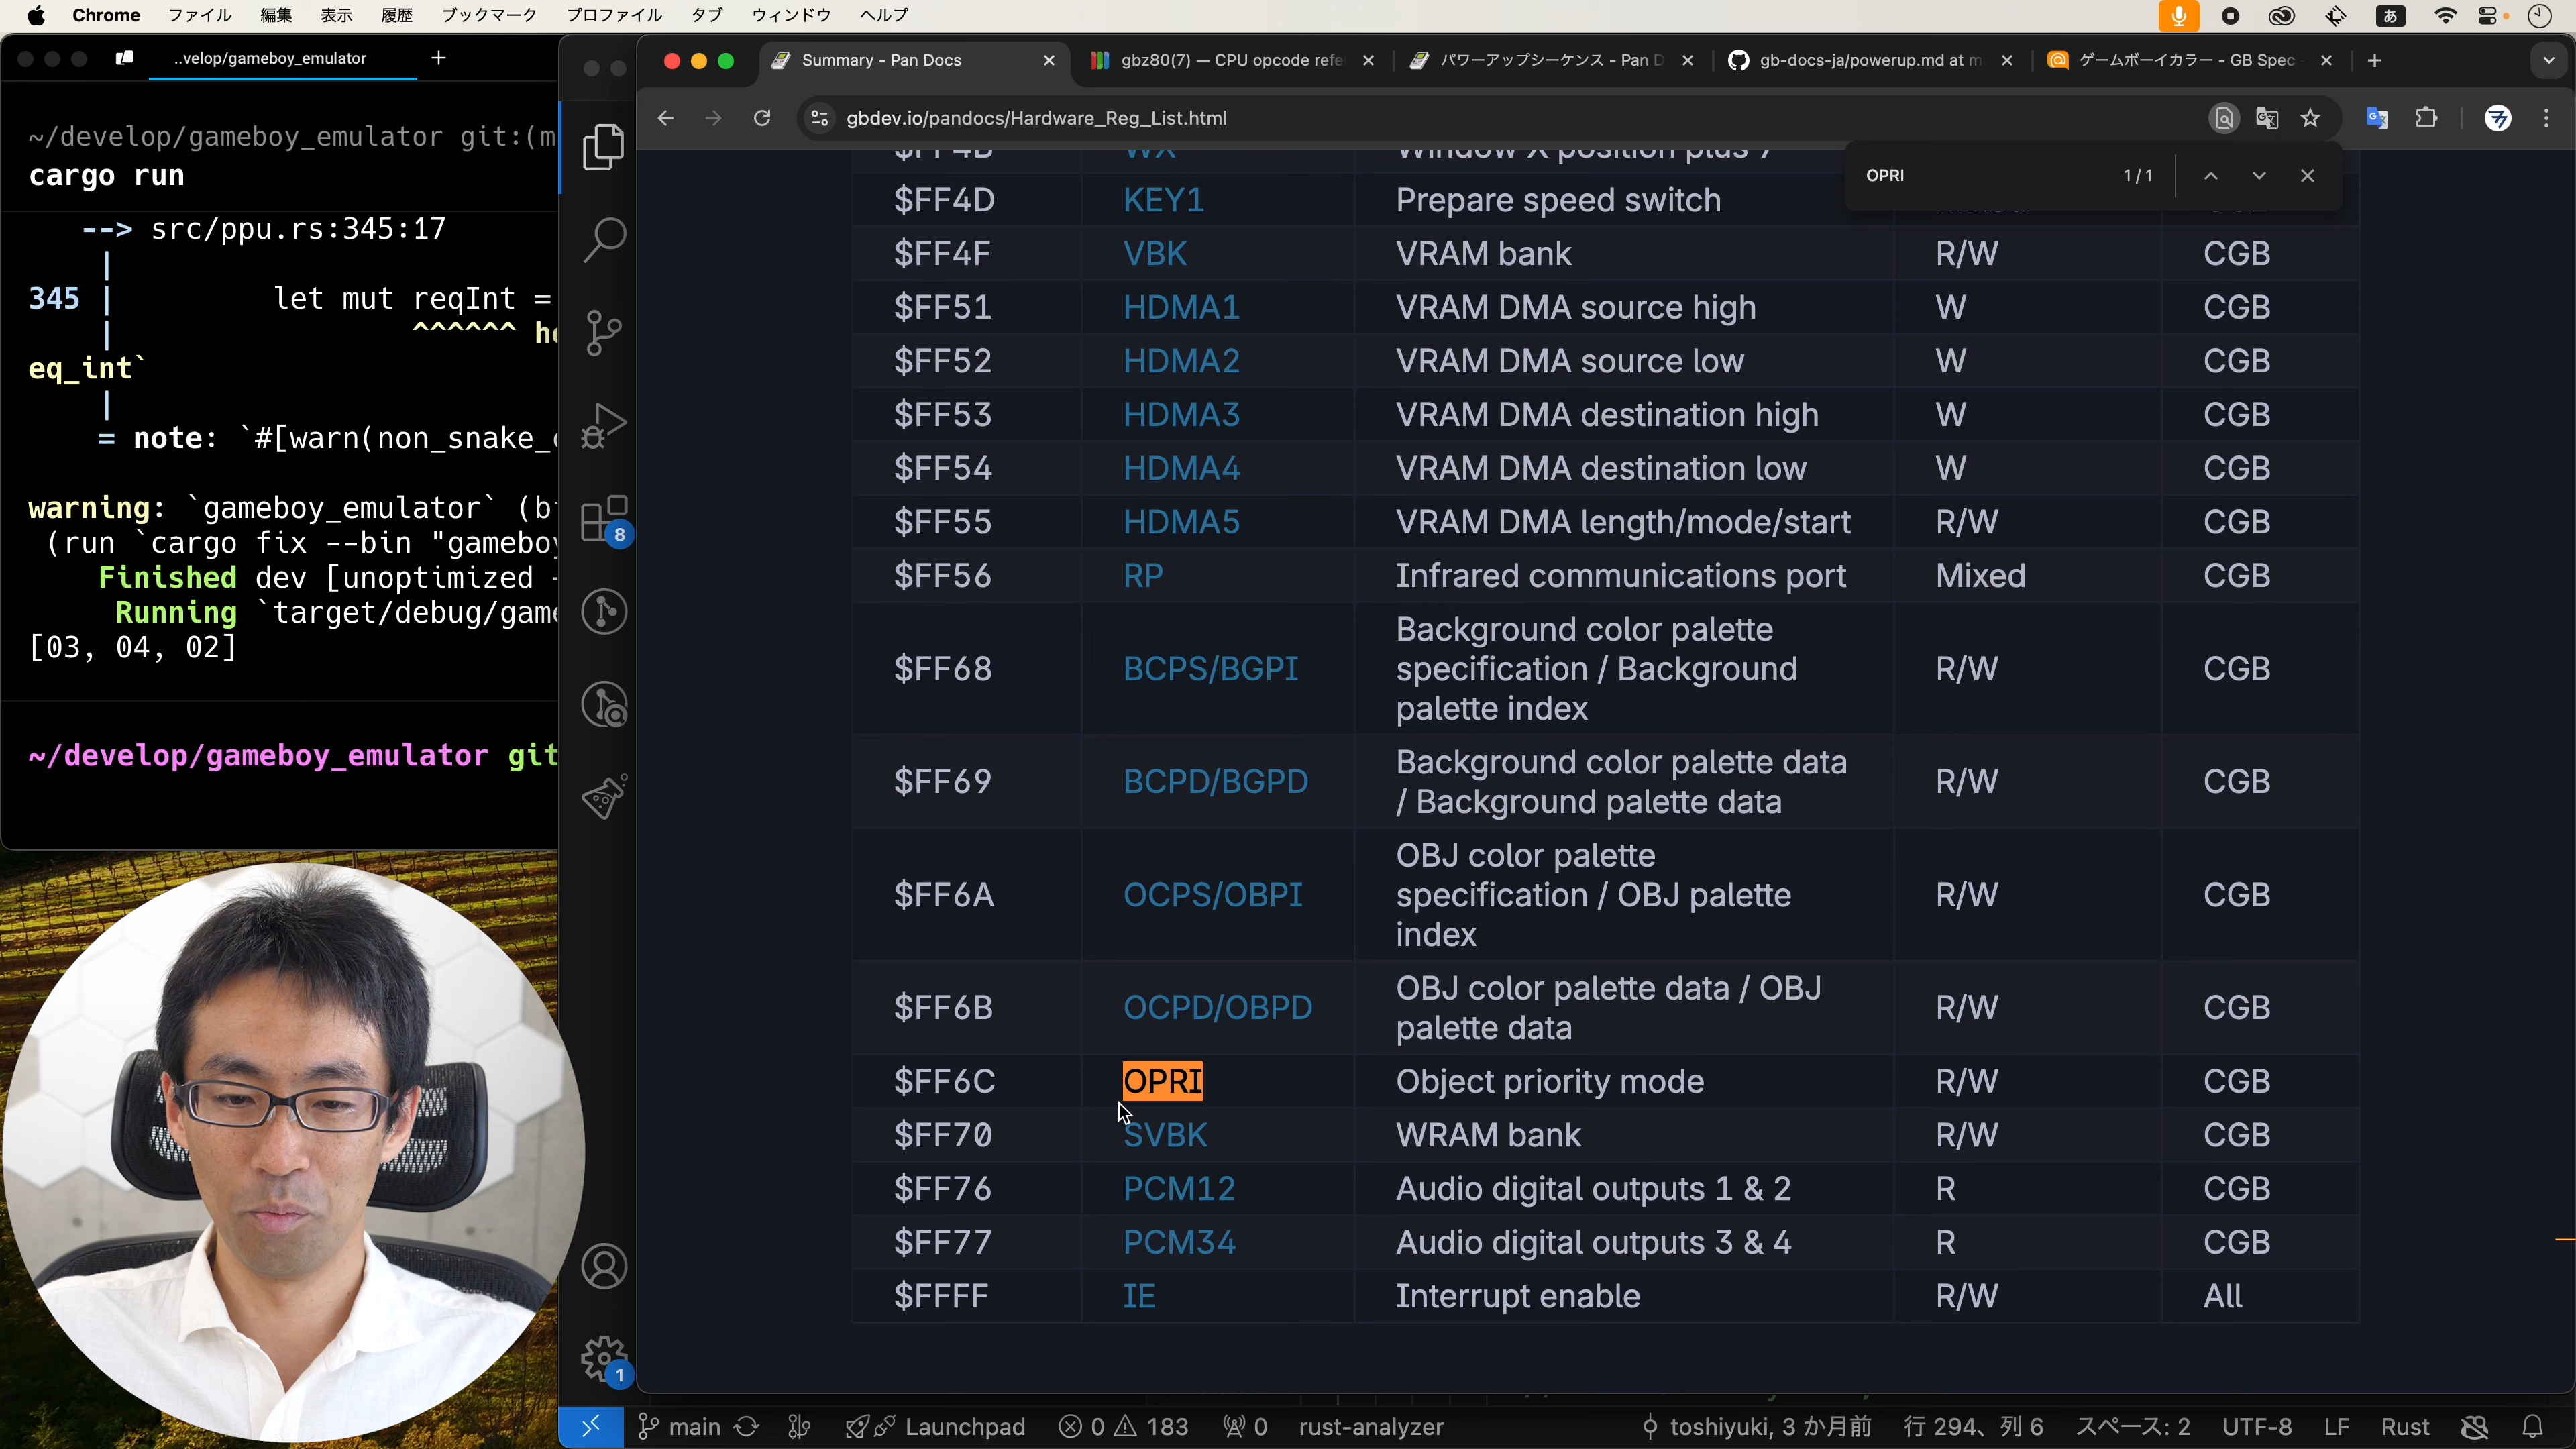 Chrome ファイル 編集 表示 履歴 ブックマーク プロファイル タブ ウィンドウ ヘルプ あ
..velop/gameboy_emulator
~/develop/gameboy_emulator git:(m
cargo run
--> src/ppu.rs:345:17
|
345 | let mut reqInt =
| ^^^^^^ he
eq_int`
|
= note: `#[warn(non_snake_c
warning: `gameboy_emulator` (bi
(run `cargo fix --bin "gameboy
Finished dev [unoptimized +
Running `target/debug/game
[03, 04, 02]
~/develop/gameboy_emulator git
8
1
Summary - Pan Docs
gbz80(7) — CPU opcode refe
パワーアップシーケンス - Pan D
gb-docs-ja/powerup.md at m
ゲームボーイカラー - GB Spec
gbdev.io/pandocs/Hardware_Reg_List.html
OPRI 1/1
$FF4B WX Window X position plus 7
$FF4D KEY1 Prepare speed switch Mixed CGB
$FF4F VBK VRAM bank R/W CGB
$FF51 HDMA1 VRAM DMA source high W CGB
$FF52 HDMA2 VRAM DMA source low W CGB
$FF53 HDMA3 VRAM DMA destination high W CGB
$FF54 HDMA4 VRAM DMA destination low W CGB
$FF55 HDMA5 VRAM DMA length/mode/start R/W CGB
$FF56 RP Infrared communications port Mixed CGB
$FF68 BCPS/BGPI Background color palette
specification / Background
palette index R/W CGB
$FF69 BCPD/BGPD Background color palette data
/ Background palette data R/W CGB
$FF6A OCPS/OBPI OBJ color palette
specification / OBJ palette
index R/W CGB
$FF6B OCPD/OBPD OBJ color palette data / OBJ
palette data R/W CGB
$FF6C OPRI Object priority mode R/W CGB
$FF70 SVBK WRAM bank R/W CGB
$FF76 PCM12 Audio digital outputs 1 & 2 R CGB
$FF77 PCM34 Audio digital outputs 3 & 4 R CGB
$FFFF IE Interrupt enable R/W All
main Launchpad 0 183 0 rust-analyzer toshiyuki, 3 か月前 行 294、列 6 スペース: 2 UTF-8 LF Rust